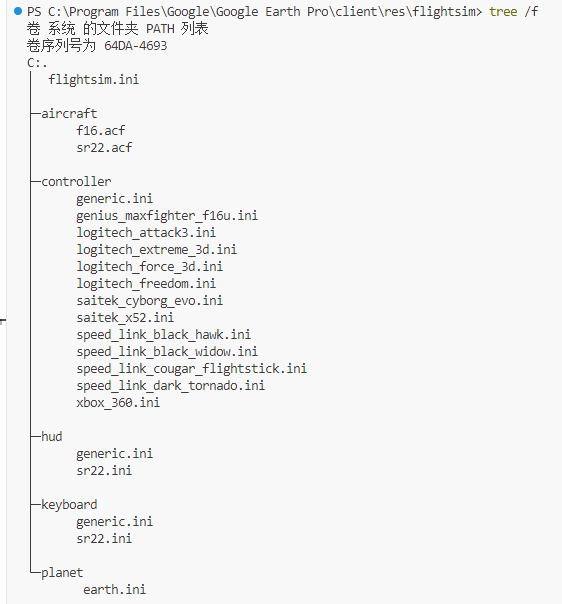 PS C:\Program Files\Google\Google Earth Pro\client\res\flightsim> tree /f
卷 系统 的文件夹 PATH 列表
卷序列号为 64DA-4693
C:.
│  flightsim.ini
│
├─aircraft
│      f16.acf
│      sr22.acf
│
├─controller
│      generic.ini
│      genius_maxfighter_f16u.ini
│      logitech_attack3.ini
│      logitech_extreme_3d.ini
│      logitech_force_3d.ini
│      logitech_freedom.ini
│      saitek_cyborg_evo.ini
│      saitek_x52.ini
│      speed_link_black_hawk.ini
│      speed_link_black_widow.ini
│      speed_link_cougar_flightstick.ini
│      speed_link_dark_tornado.ini
│      xbox_360.ini
│
├─hud
│      generic.ini
│      sr22.ini
│
├─keyboard
│      generic.ini
│      sr22.ini
│
└─planet
        earth.ini